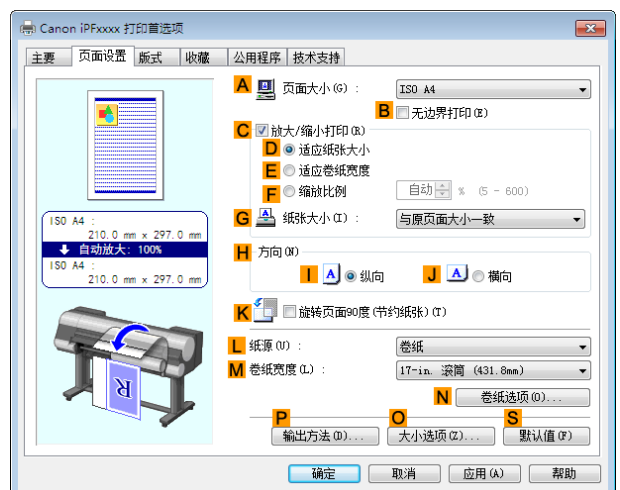 Canon iPFxxxx 打印首选项
主要 页面设置 版式 收藏 公用程序 技术支持
A 页面大小(G) : ISO A4
B 无边界打印(E)
C 放大/缩小打印(R)
D 适应纸张大小
E 适应卷纸宽度
F 缩放比例 自动 % (5 - 600)
G 纸张大小(I) : 与原页面大小一致
ISO A4 :
210.0 mm x 297.0 mm
自动放大: 100%
ISO A4 :
210.0 mm x 297.0 mm
H 方向(N)
I A 纵向 J A 横向
K 旋转页面90度(节约纸张)(T)
L 纸源(U) : 卷纸
M 卷纸宽度(L) : 17-in. 滚筒 (431.8mm)
N 卷纸选项(O)...
R
P O S
输出方法(D)... 大小选项(Z)... 默认值(F)
确定 取消 应用(A) 帮助